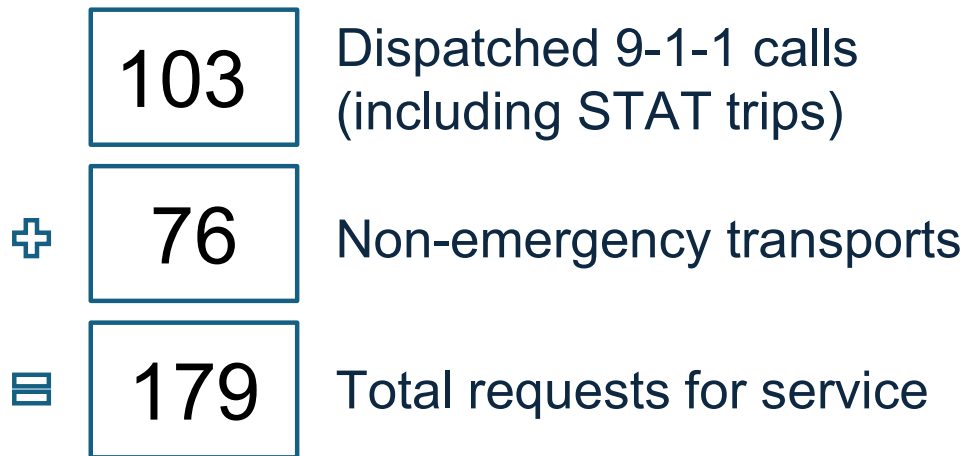 103 Dispatched 9-1-1 calls
(including STAT trips)
+ 76 Non-emergency transports
= 179 Total requests for service